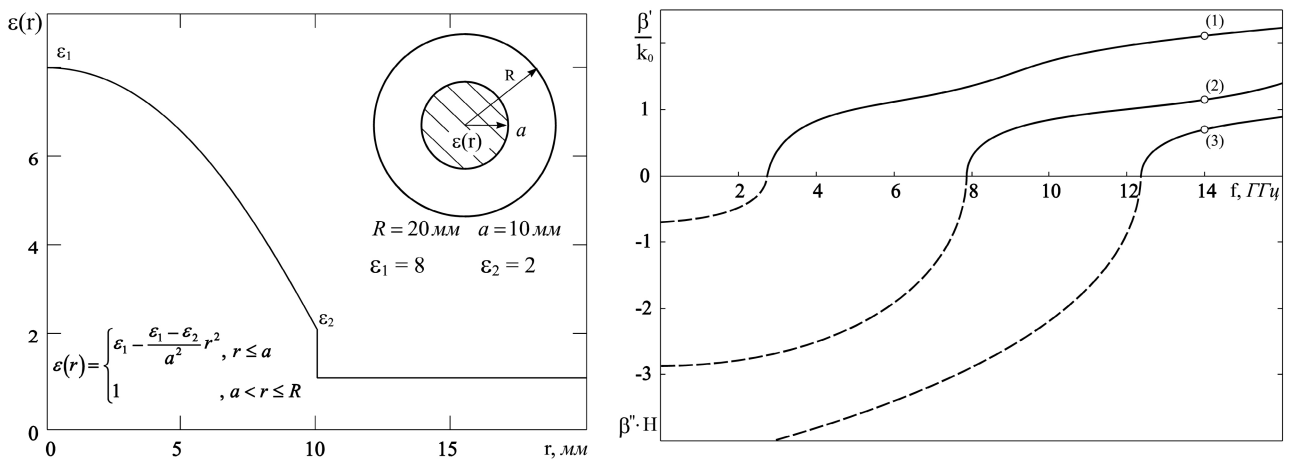 ε(r)
ε₁
6
4
2
0
0
5
10
15
r, мм
ε₂
R
a
ε(r)
R = 20 мм a = 10 мм
ε₁ = 8 ε₂ = 2
ε(r) = { ε₁ − (ε₁ − ε₂)/a² r², r ≤ a
1 , a < r ≤ R
β'/k₀
1
0
-1
-2
-3
β''·H
2
4
6
8
10
12
14
f, ГГц
(1)
(2)
(3)